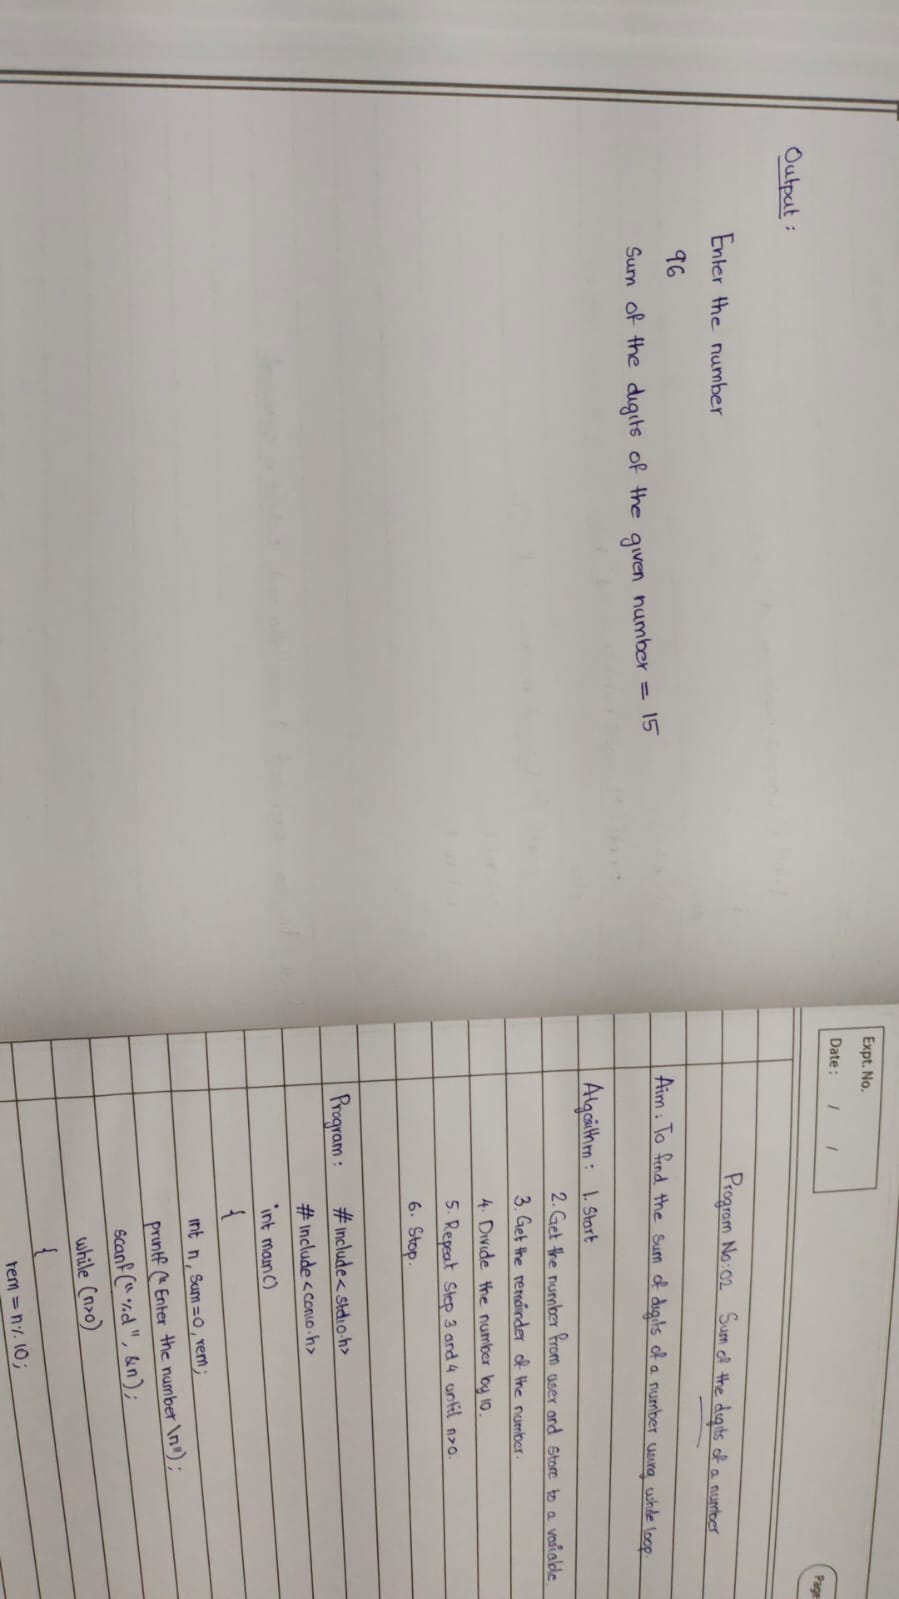 Output :
Enter the number
96
Sum of the digits of the given number = 15
Expt. No.
Date : / /
Page
Program No:02 Sum of the digits of a number
Aim : To find the sum of digits of a number using while loop.
Algorithm : 1. Start
2. Get the number from user and store to a variable.
3. Get the remainder of the number.
4. Divide the number by 10.
5. Repeat Step 3 and 4 until n>0.
6. Stop.
Program : #include<stdio.h>
#include<conio.h>
int main()
{
int n, sum=0, rem;
printf ("Enter the number \n");
scanf("%d", &n);
while (n>0)
{
rem = n % 10;